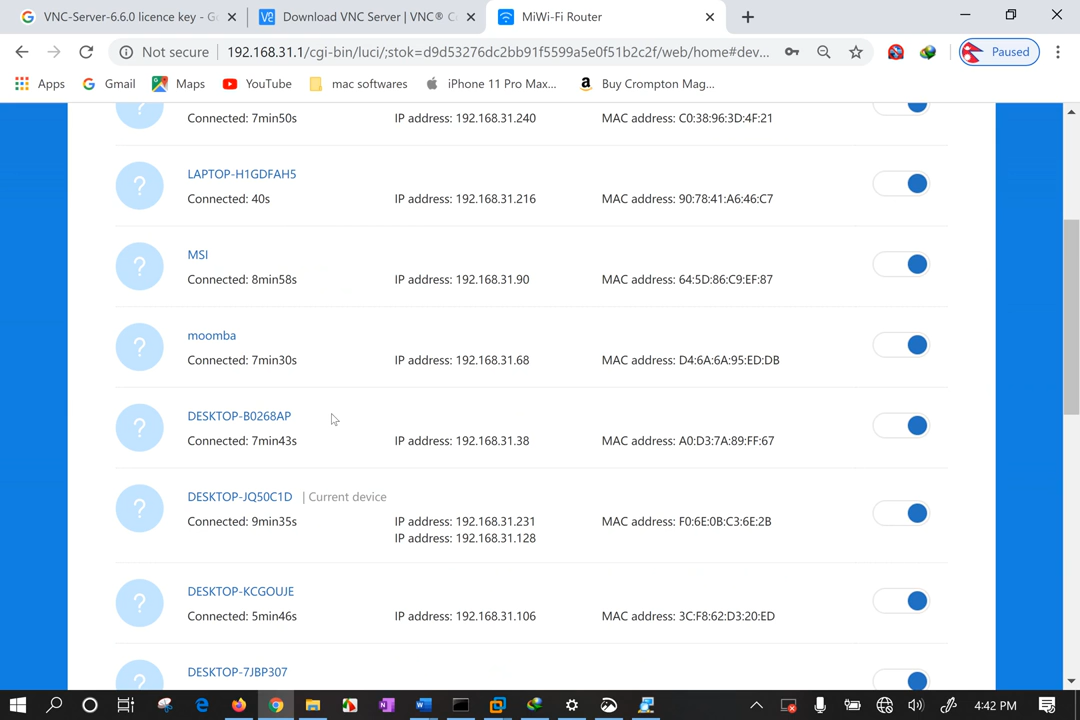 VNC-Server-6.6.0 licence key - Go
Download VNC Server | VNC® Co
MiWi-Fi Router
Not secure
192.168.31.1/cgi-bin/luci/;stok=d9d53276dc2bb91f5599a5e0f51b2c2f/web/home#dev...
Paused
Apps
Gmail
Maps
YouTube
mac softwares
iPhone 11 Pro Max...
Buy Crompton Mag...
Connected: 7min50s IP address: 192.168.31.240 MAC address: C0:38:96:3D:4F:21
LAPTOP-H1GDFAH5
Connected: 40s IP address: 192.168.31.216 MAC address: 90:78:41:A6:46:C7
MSI
Connected: 8min58s IP address: 192.168.31.90 MAC address: 64:5D:86:C9:EF:87
moomba
Connected: 7min30s IP address: 192.168.31.68 MAC address: D4:6A:6A:95:ED:DB
DESKTOP-B0268AP
Connected: 7min43s IP address: 192.168.31.38 MAC address: A0:D3:7A:89:FF:67
DESKTOP-JQ50C1D | Current device
Connected: 9min35s IP address: 192.168.31.231 MAC address: F0:6E:0B:C3:6E:2B
IP address: 192.168.31.128
DESKTOP-KCGOUJE
Connected: 5min46s IP address: 192.168.31.106 MAC address: 3C:F8:62:D3:20:ED
DESKTOP-7JBP307
4:42 PM